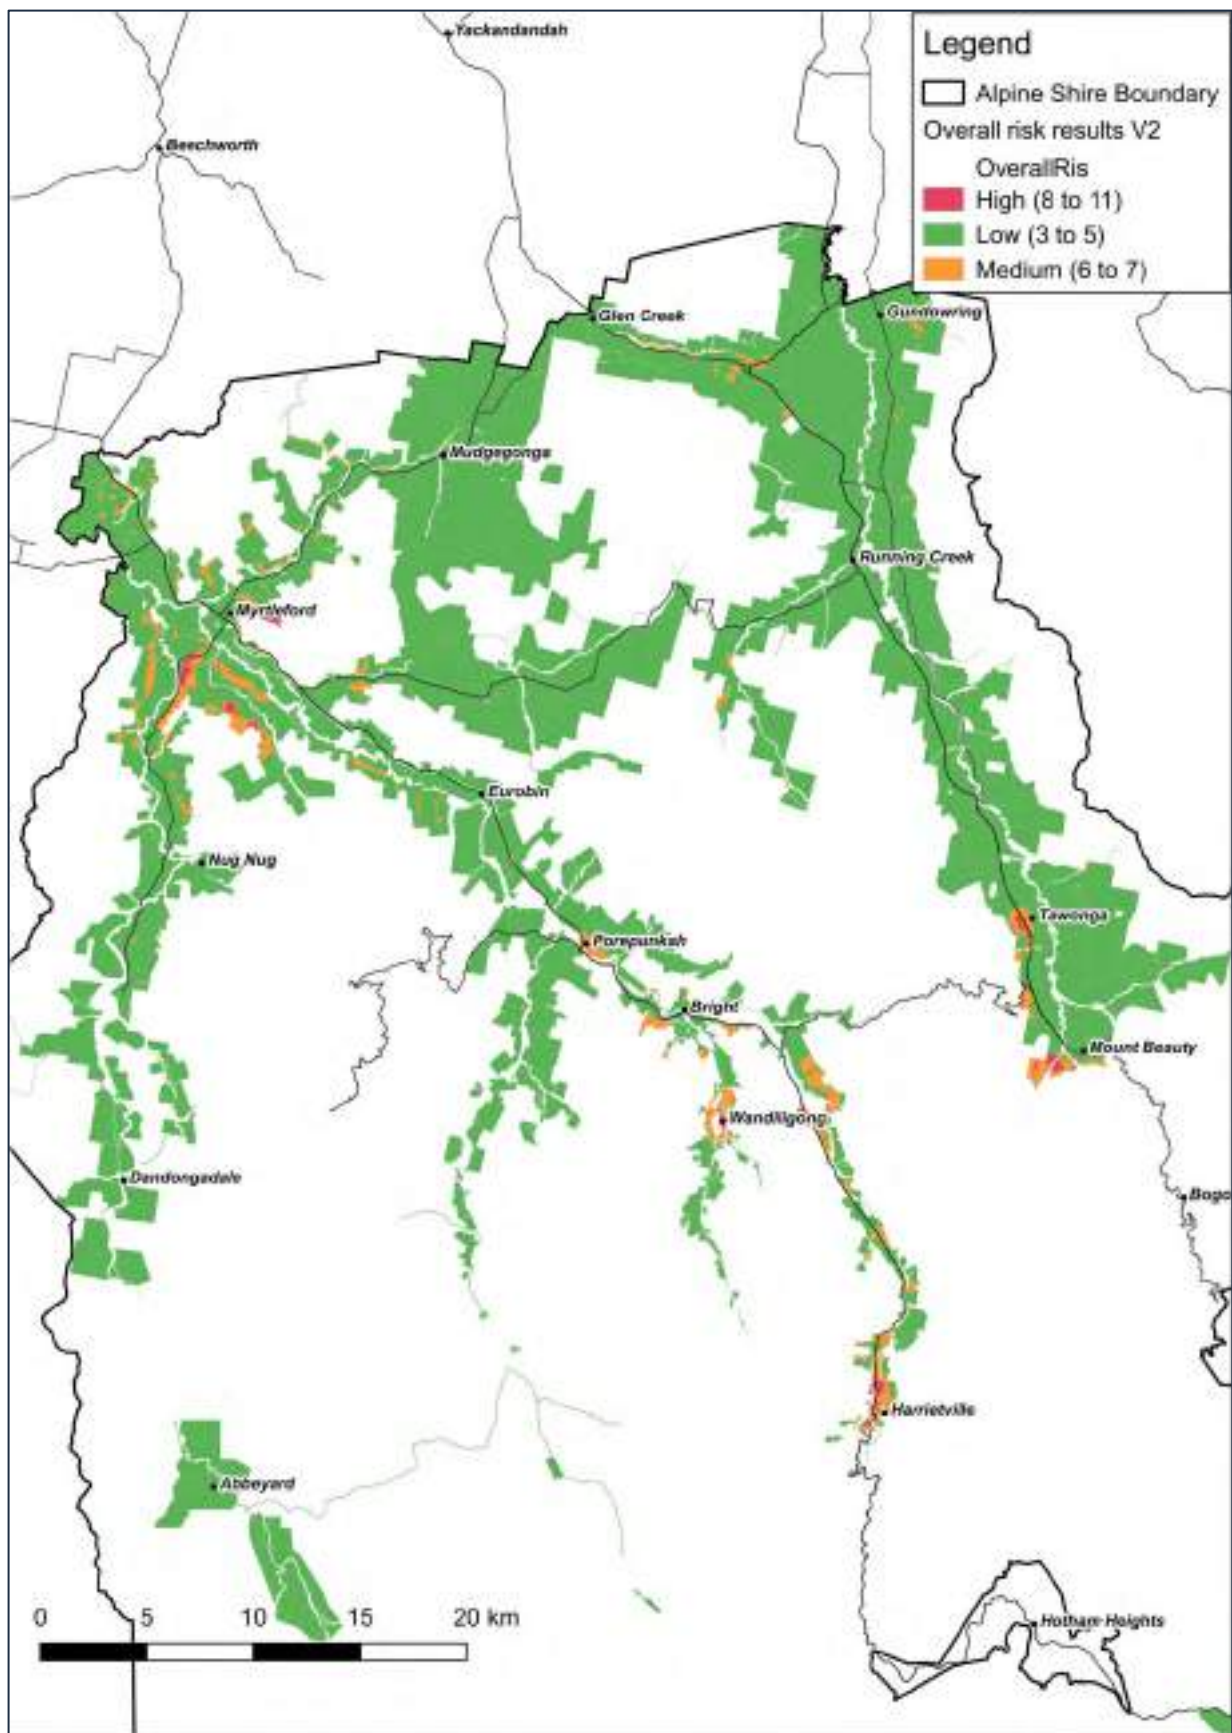 Yackandandah
Legend
Alpine Shire Boundary
Overall risk results V2
OverallRis
High (8 to 11)
Low (3 to 5)
Medium (6 to 7)
Beechworth
Glen Creek
Gundowring
Mudgegonga
Running Creek
Myrtleford
Eurobin
Nug Nug
Tawonga
Porepunkah
Bright
Mount Beauty
Wandiligong
Dandongadale
Bogo
Harrietville
Abbeyard
0 5 10 15 20 km
Hotham Heights